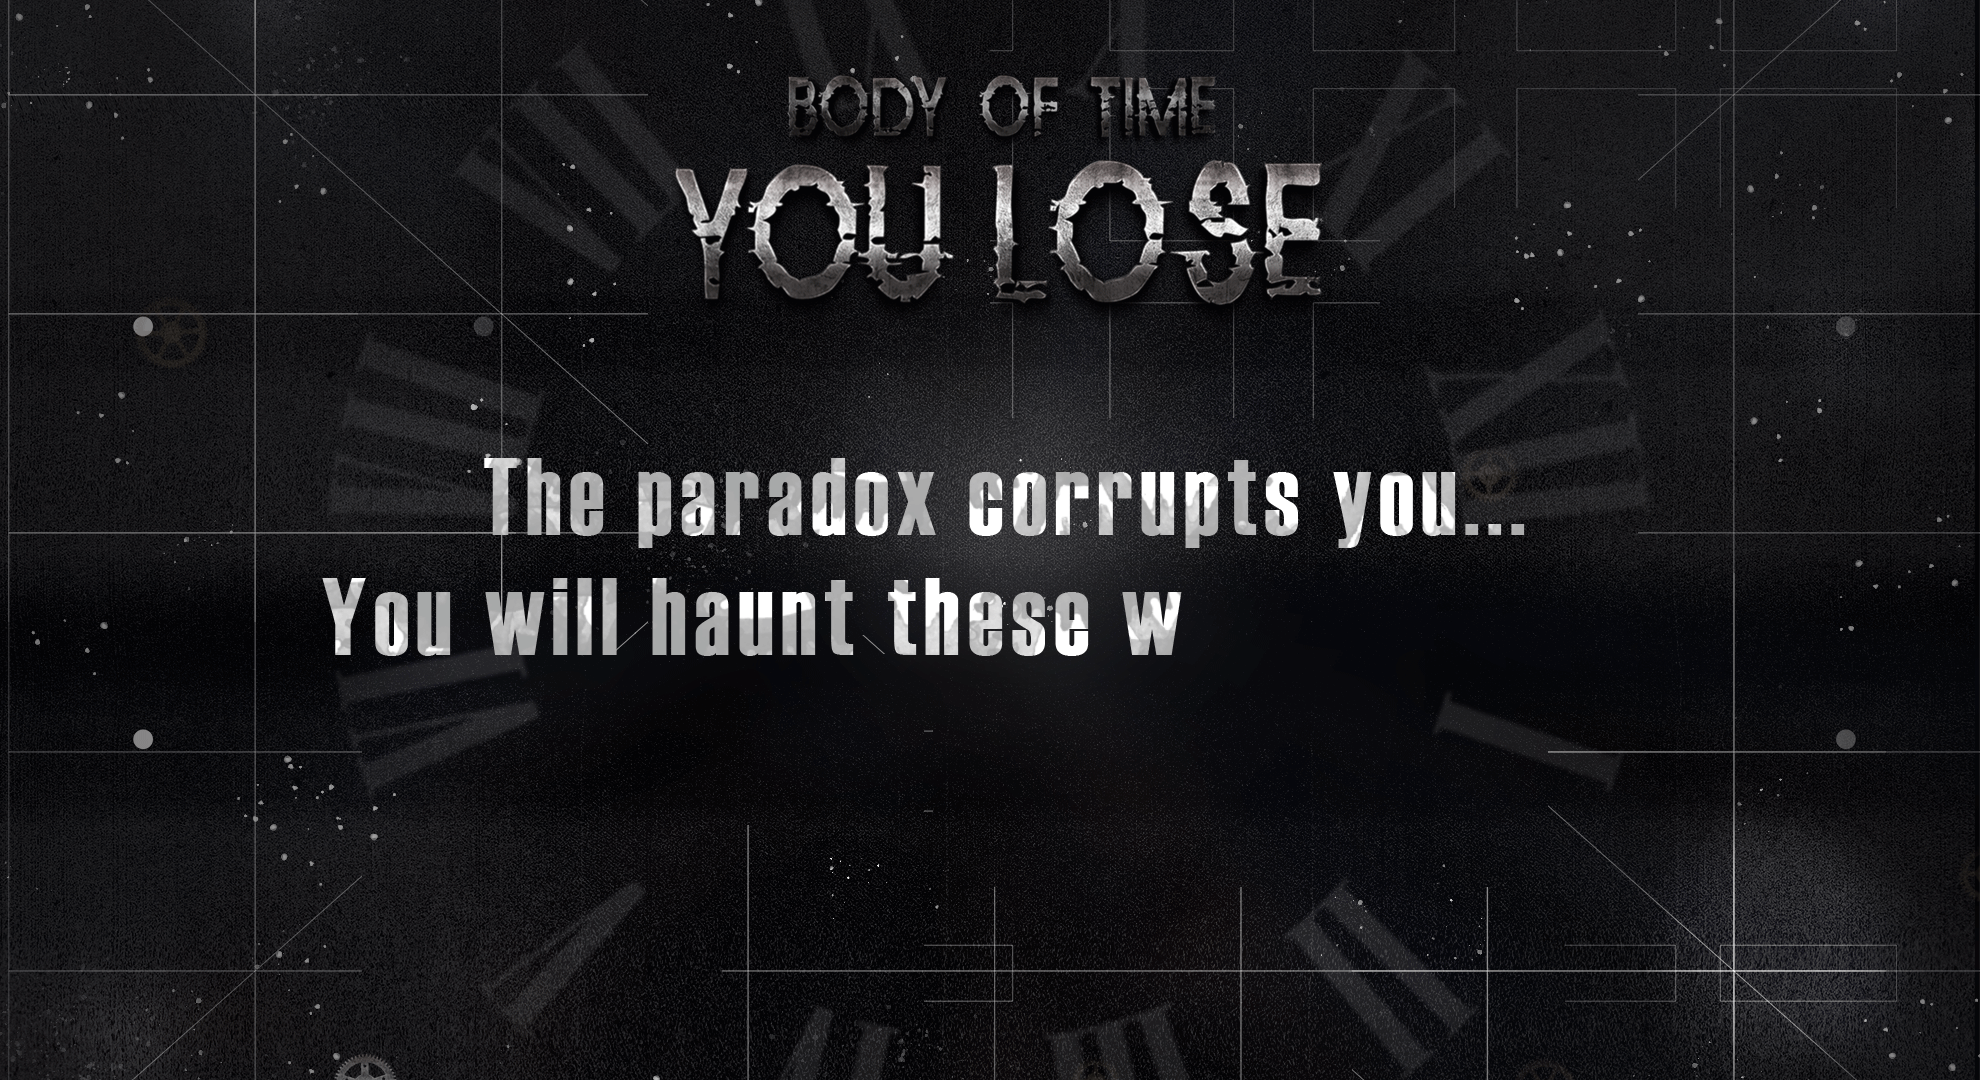 BODY OF TIME
YOU LOSE
The paradox corrupts you...
You will haunt these w